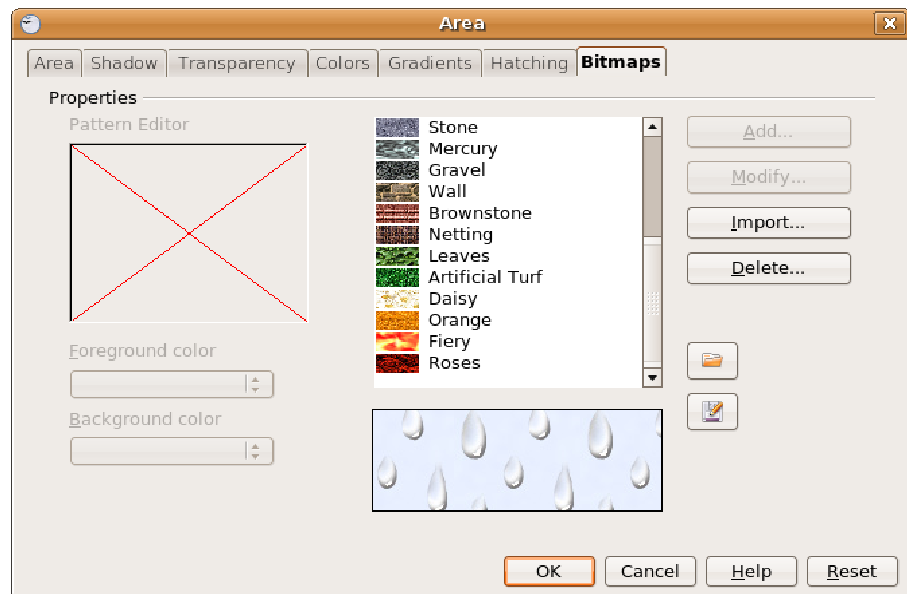 Area
Area Shadow Transparency Colors Gradients Hatching Bitmaps
Properties
Pattern Editor
Stone
Mercury
Gravel
Wall
Brownstone
Netting
Leaves
Artificial Turf
Daisy
Orange
Fiery
Roses
Add...
Modify...
Import...
Delete...
Foreground color
Background color
OK Cancel Help Reset